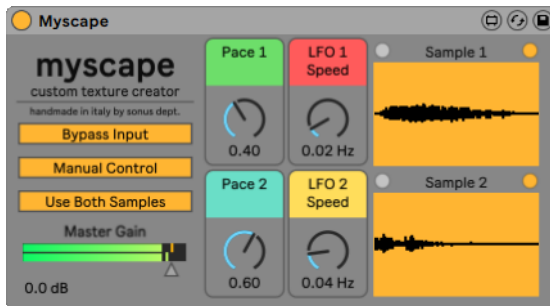 Myscape
myscape
custom texture creator
handmade in italy by sonus dept.
Bypass Input
Manual Control
Use Both Samples
Master Gain
0.0 dB
Pace 1
0.40
LFO 1
Speed
0.02 Hz
Pace 2
0.60
LFO 2
Speed
0.04 Hz
Sample 1
Sample 2